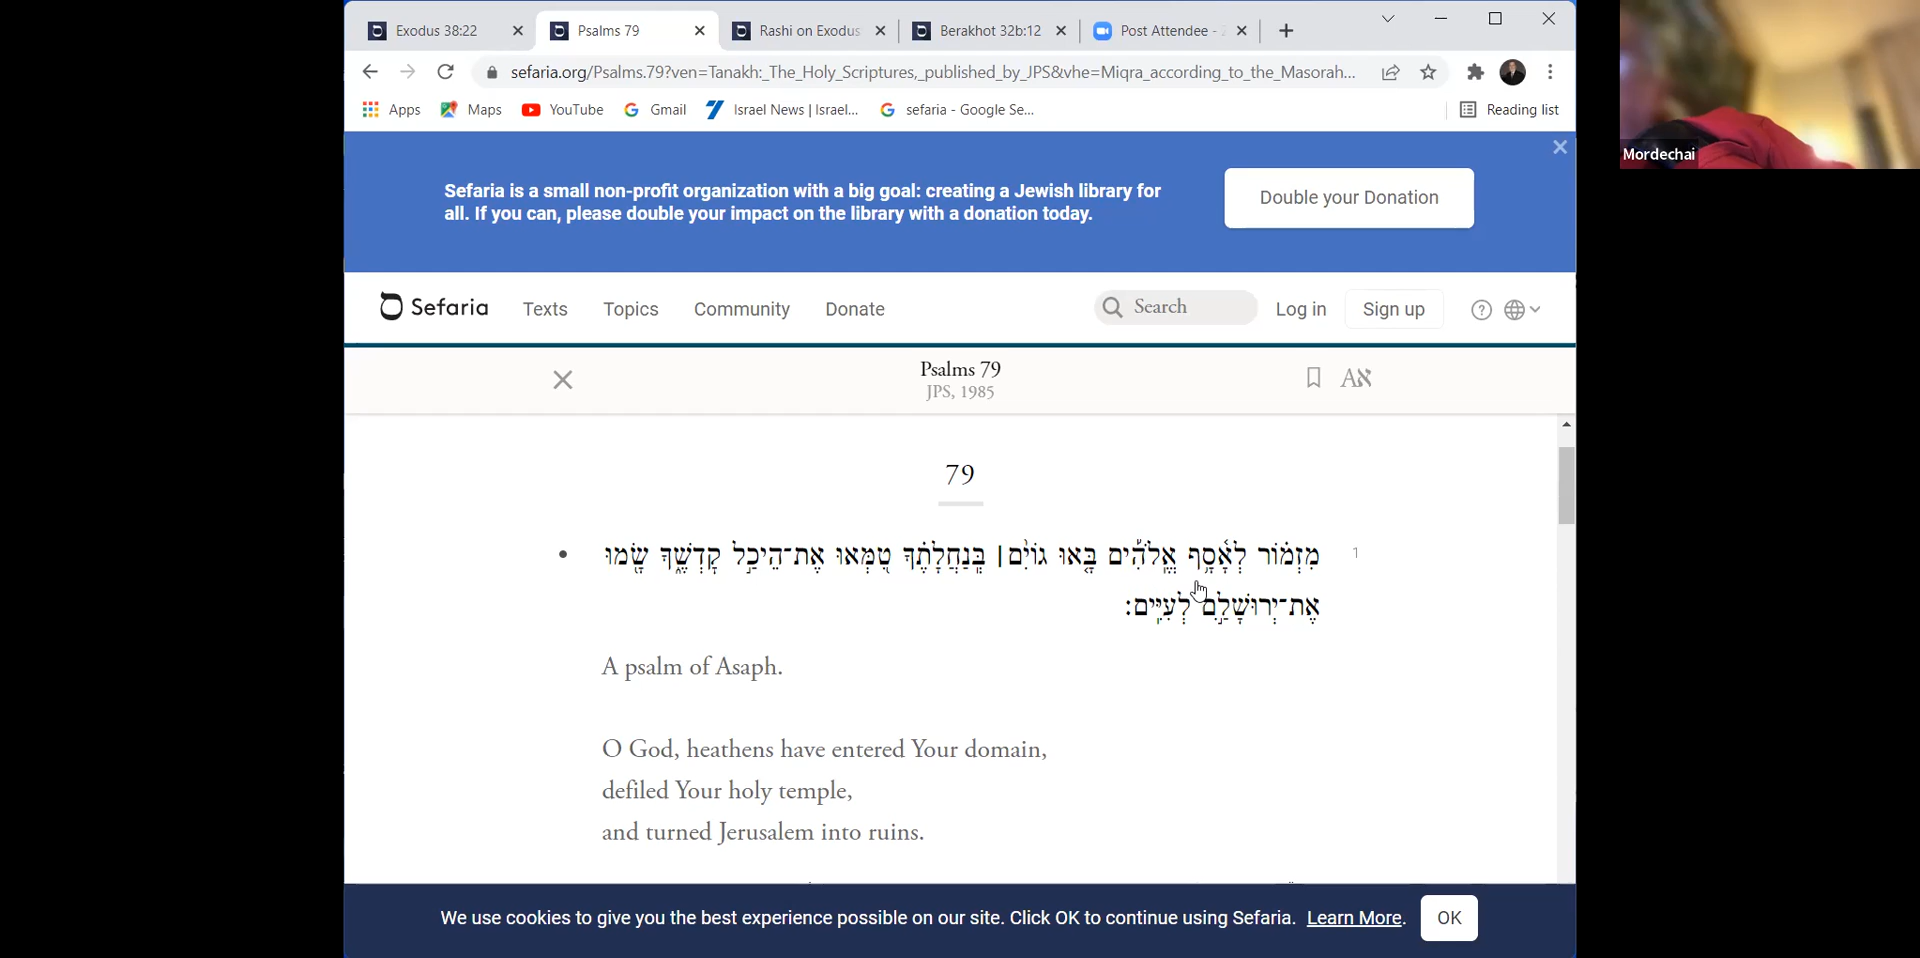 Exodus 38:22
Psalms 79
Rashi on Exodus
Berakhot 32b:12
Post Attendee -
sefaria.org/Psalms.79?ven=Tanakh:_The_Holy_Scriptures,_published_by_JPS&vhe=Miqra_according_to_the_Masorah...
Apps
Maps
YouTube
Gmail
Israel News | Israel...
sefaria - Google Se...
Reading list
Mordechai
Sefaria is a small non-profit organization with a big goal: creating a Jewish library for
all. If you can, please double your impact on the library with a donation today.
Double your Donation
Sefaria
Texts
Topics
Community
Donate
Search
Log in
Sign up
Psalms 79
JPS, 1985
Aא
79
1
מִזְמ֗וֹר לְאָ֫סָ֥ף אֱֽלֹהִ֡ים בָּ֤אוּ גוֹיִ֨ם ׀ בְּֽנַחֲלָתֶ֗ךָ טִ֭מְּאוּ אֶת־הֵיכַ֣ל קׇדְשֶׁ֑ךָ שָׂ֖מוּ
אֶת־יְרוּשָׁלַ֣͏ִם לְעִיִּֽים׃
A psalm of Asaph.
O God, heathens have entered Your domain,
defiled Your holy temple,
and turned Jerusalem into ruins.
We use cookies to give you the best experience possible on our site. Click OK to continue using Sefaria. Learn More.
OK